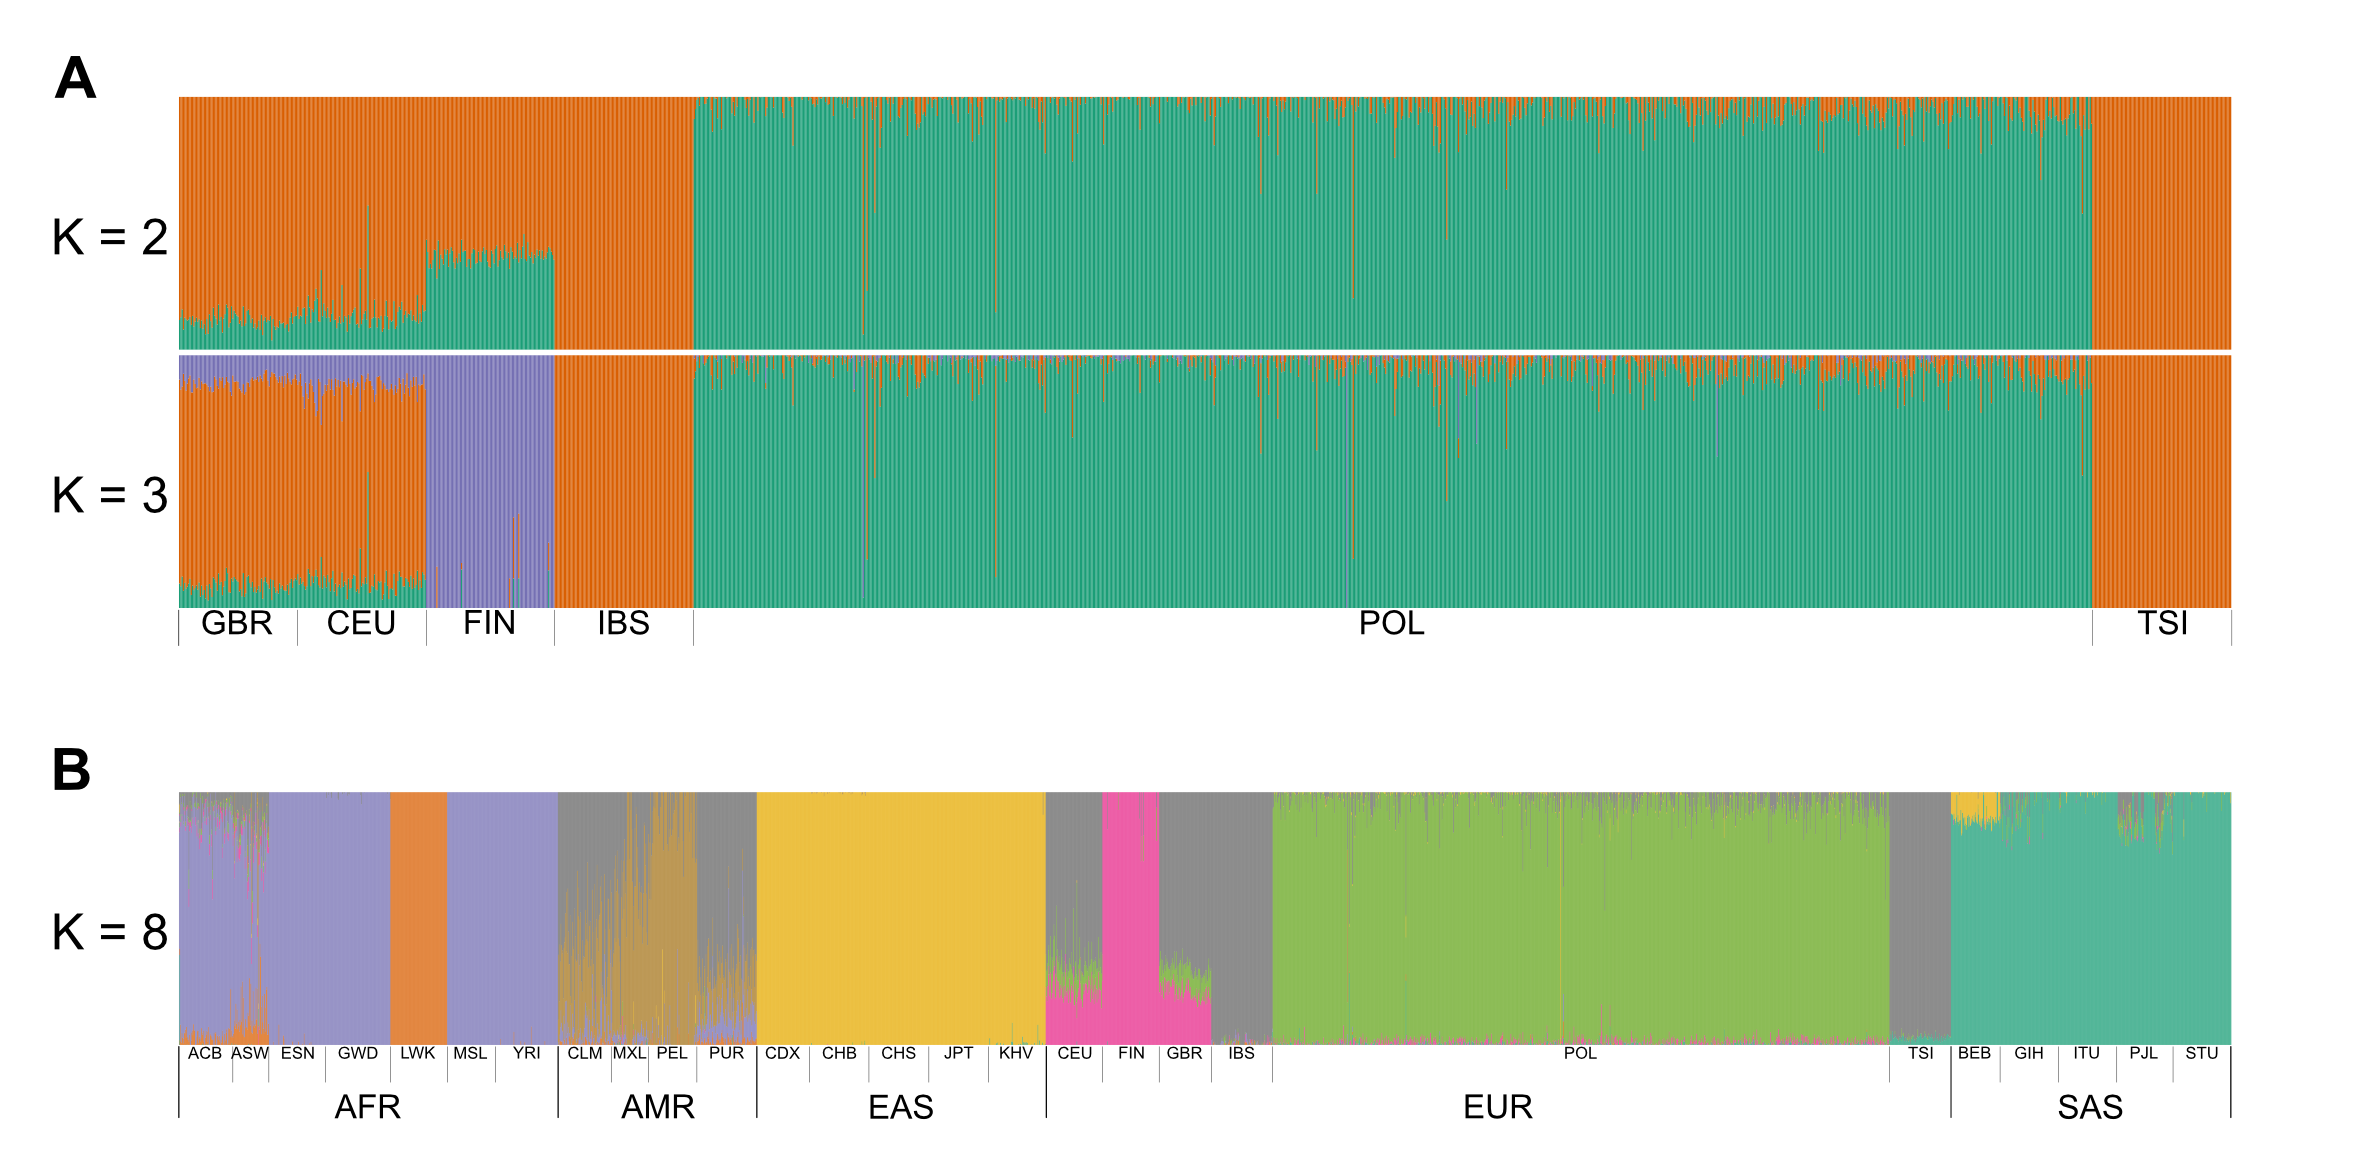 A
K = 2
K = 3
GBR CEU FIN IBS POL TSI
B
K = 8
ACB ASW ESN GWD LWK MSL YRI CLM MXL PEL PUR CDX CHB CHS JPT KHV CEU FIN GBR IBS POL TSI BEB GIH ITU PJL STU
AFR AMR EAS EUR SAS